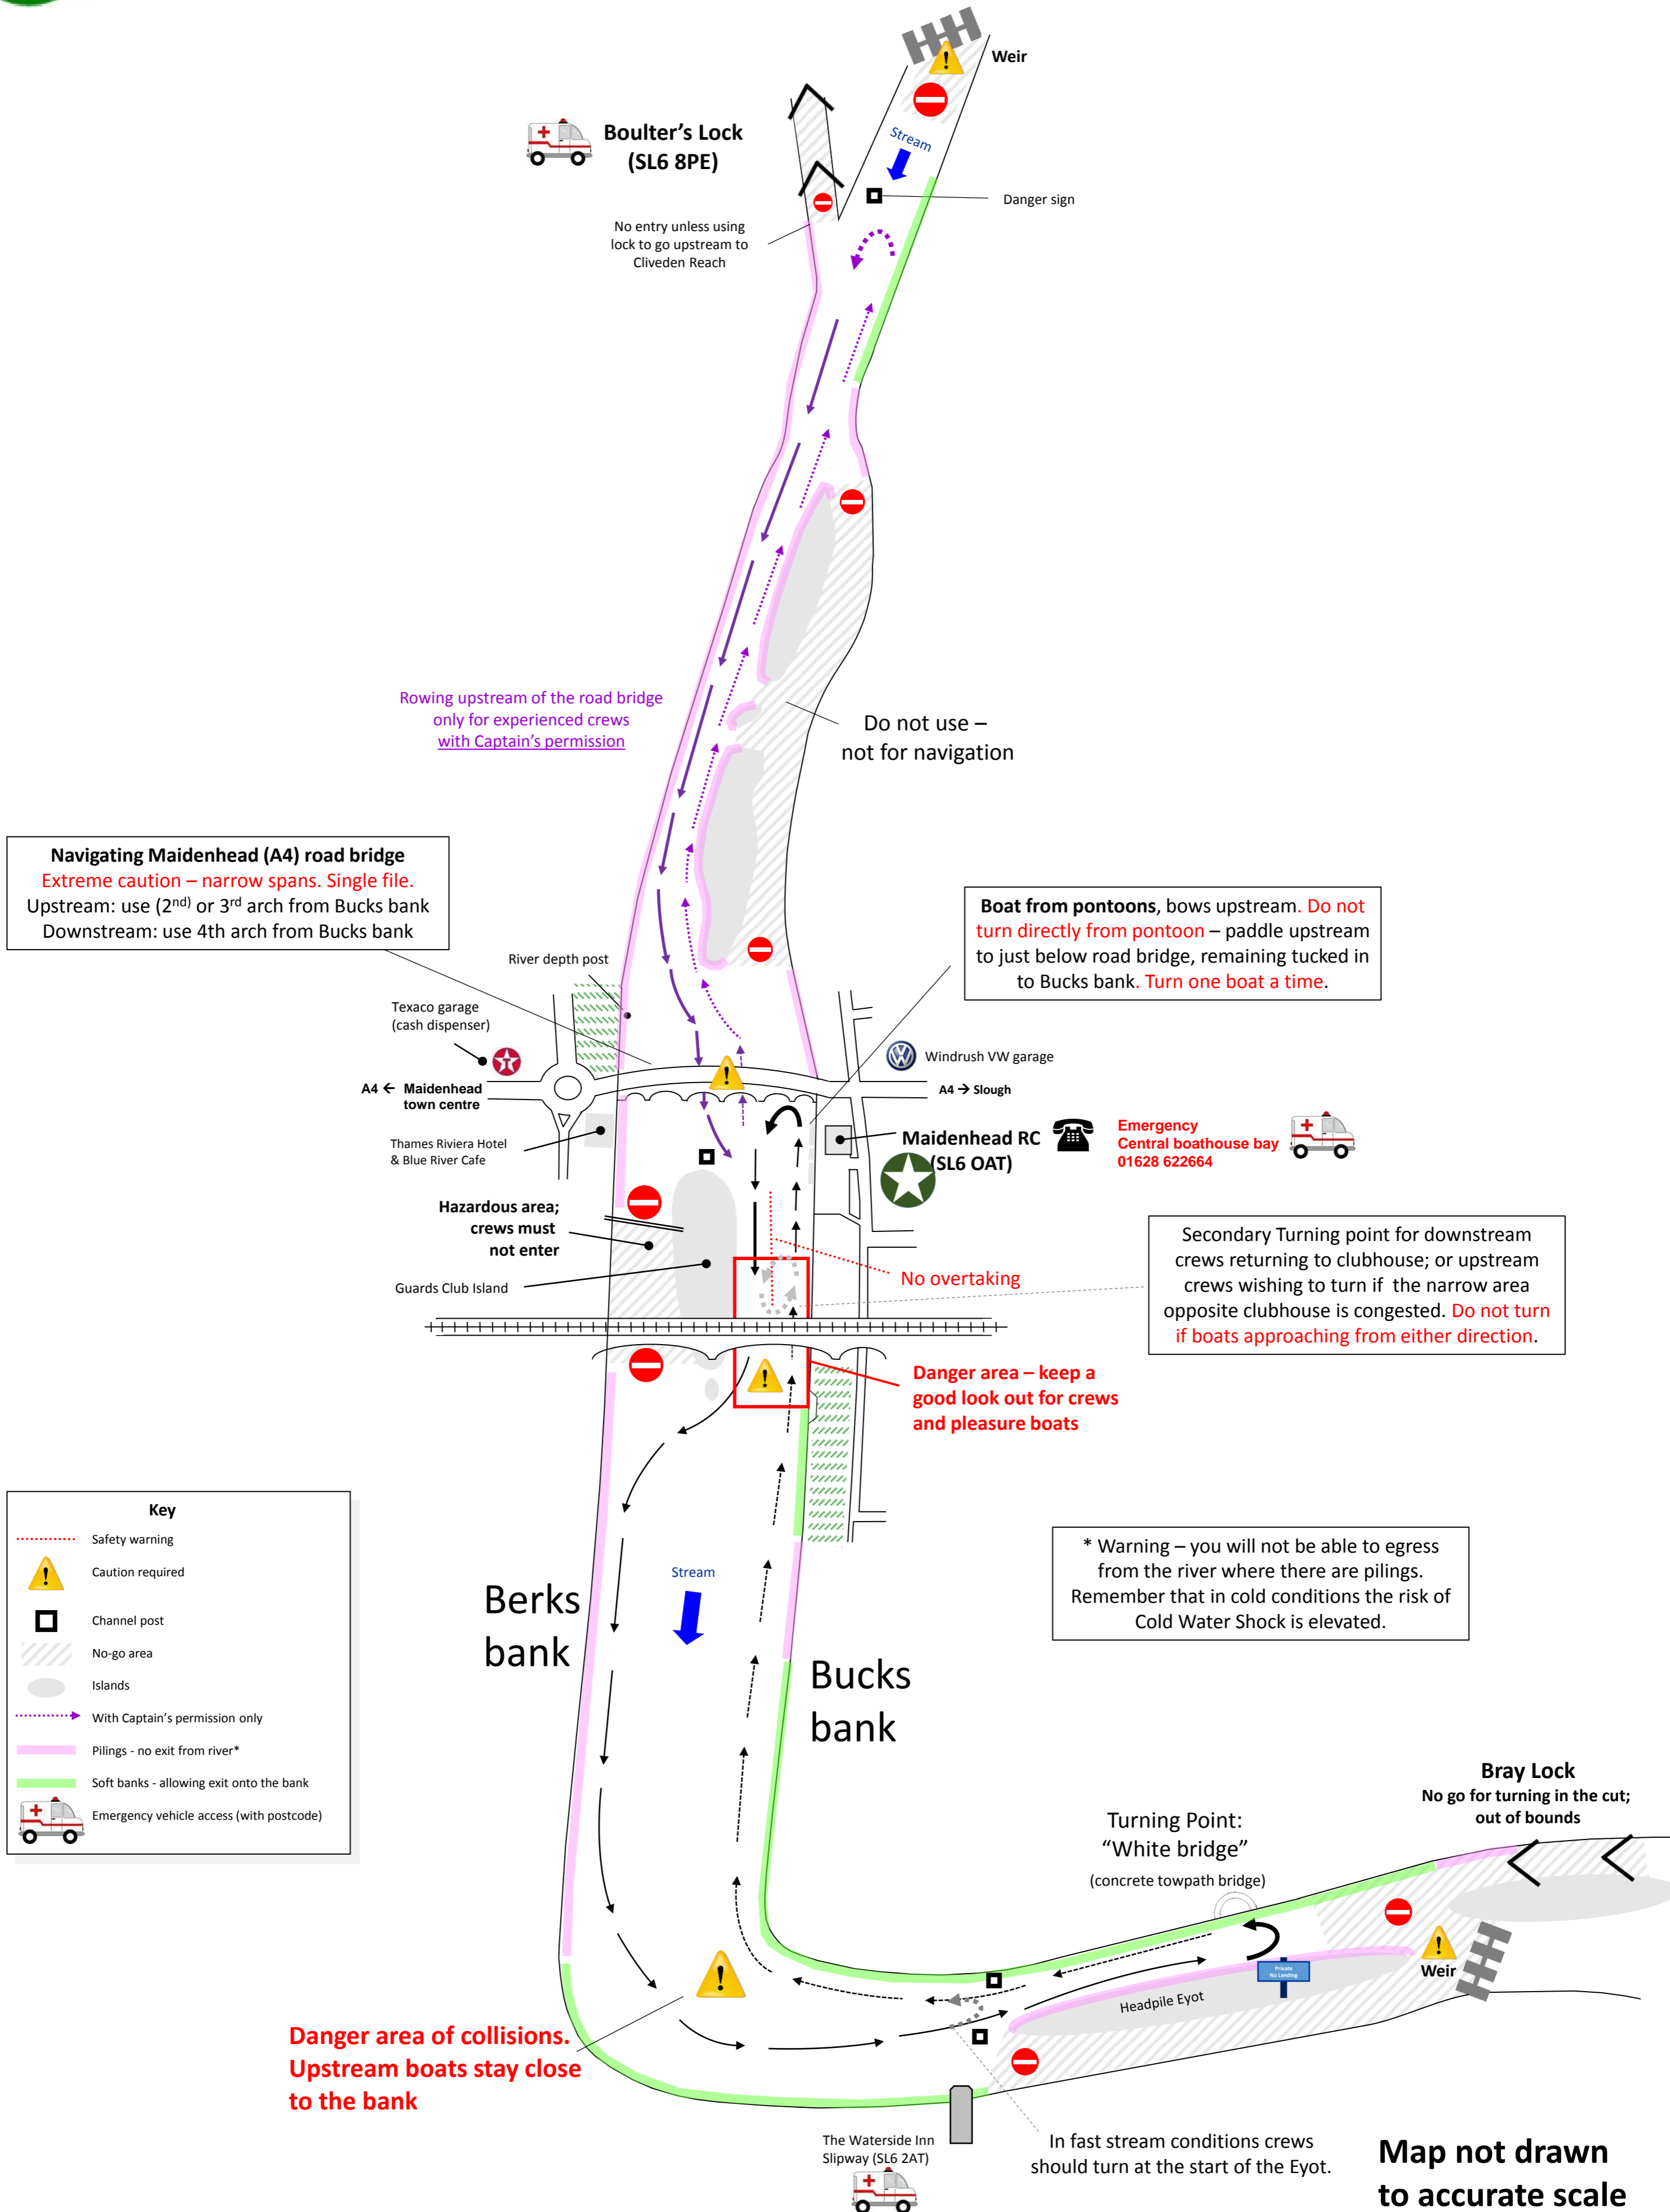 Weir
Boulter's Lock
(SL6 8PE)
Stream
Danger sign
No entry unless using
lock to go upstream to
Cliveden Reach
Rowing upstream of the road bridge
only for experienced crews
with Captain's permission
Do not use –
not for navigation
Navigating Maidenhead (A4) road bridge
Extreme caution – narrow spans. Single file.
Upstream: use (2nd) or 3rd arch from Bucks bank
Downstream: use 4th arch from Bucks bank
Boat from pontoons, bows upstream. Do not
turn directly from pontoon – paddle upstream
to just below road bridge, remaining tucked in
to Bucks bank. Turn one boat a time.
River depth post
Texaco garage
(cash dispenser)
T
Windrush VW garage
A4 ← Maidenhead
town centre
A4 → Slough
Thames Riviera Hotel
& Blue River Cafe
Maidenhead RC
(SL6 OAT)
Emergency
Central boathouse bay
01628 622664
Hazardous area;
crews must
not enter
Guards Club Island
No overtaking
Secondary Turning point for downstream
crews returning to clubhouse; or upstream
crews wishing to turn if the narrow area
opposite clubhouse is congested. Do not turn
if boats approaching from either direction.
Danger area – keep a
good look out for crews
and pleasure boats
Key
Safety warning
Caution required
Channel post
No-go area
Islands
With Captain's permission only
Pilings - no exit from river*
Soft banks - allowing exit onto the bank
Emergency vehicle access (with postcode)
Stream
Berks
bank
Bucks
bank
* Warning – you will not be able to egress
from the river where there are pilings.
Remember that in cold conditions the risk of
Cold Water Shock is elevated.
Bray Lock
No go for turning in the cut;
out of bounds
Turning Point:
“White bridge”
(concrete towpath bridge)
Private
No Landing
Weir
Headpile Eyot
Danger area of collisions.
Upstream boats stay close
to the bank
The Waterside Inn
Slipway (SL6 2AT)
In fast stream conditions crews
should turn at the start of the Eyot.
Map not drawn
to accurate scale